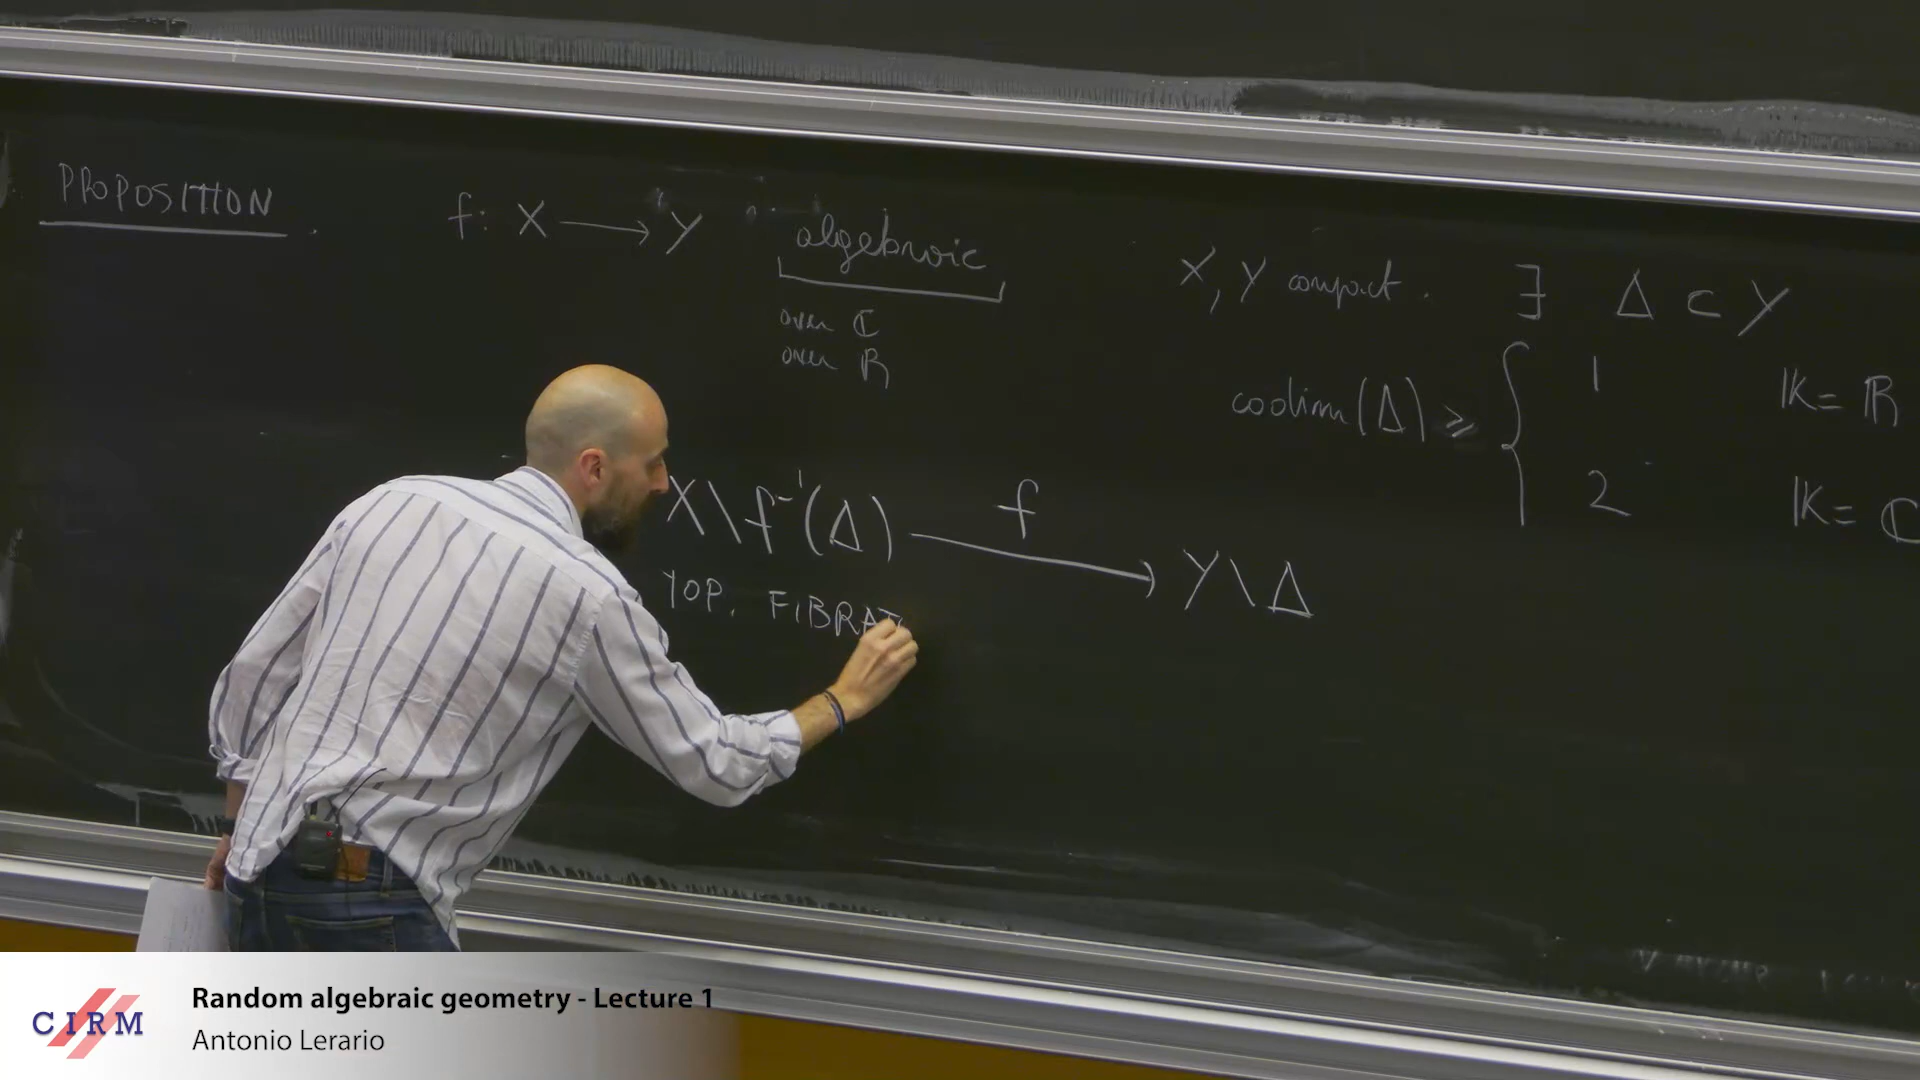 PROPOSITION.
f: X ⟶ Y algebraic
over ℂ
over ℝ
X, Y compact. ∃ Δ ⊂ Y
codim(Δ) ⩾ { 1 𝕂 = ℝ
2 𝕂 = ℂ
X \ f⁻¹(Δ) ⟶ Y \ Δ
f
TOP. FIBRAT
CIRM
Random algebraic geometry - Lecture 1
Antonio Lerario